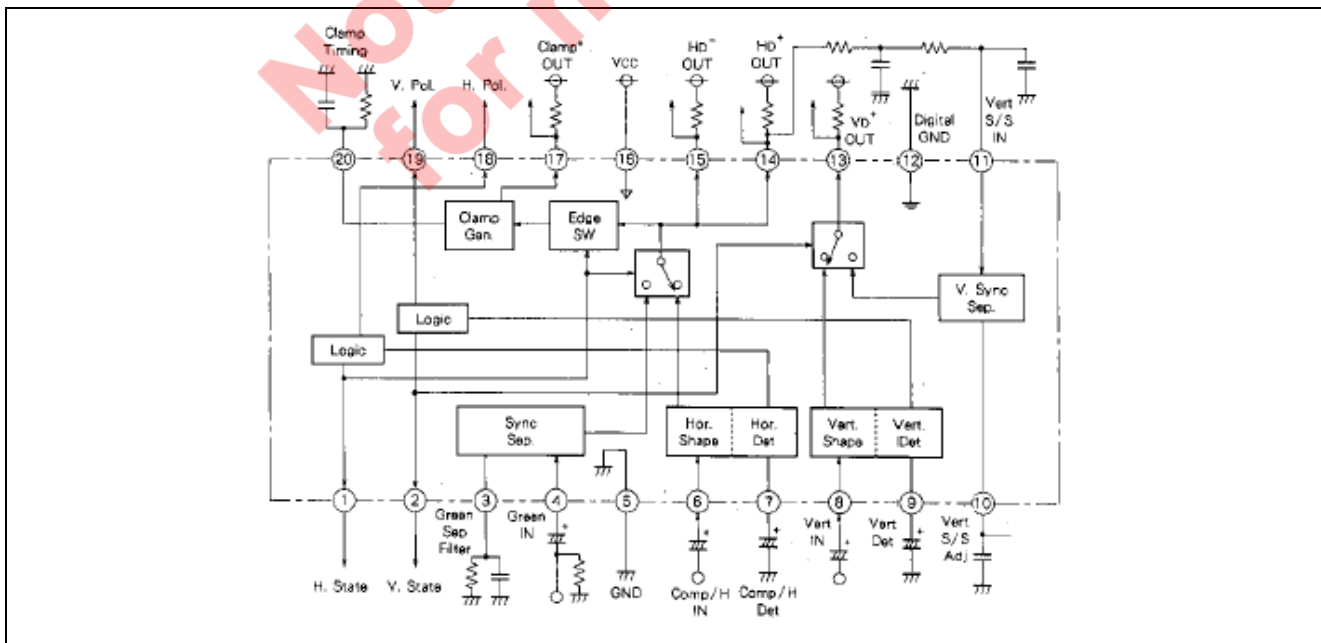 Not
for n
Clamp
Timing
V. Pol.
H. Pol.
Clamp+
OUT
VCC
HD-
OUT
HD+
OUT
VD+
OUT
Digital
GND
Vert
S/S
IN
20
19
18
17
16
15
14
13
12
11
Clamp
Gen.
Edge
SW
V. Sync
Sep.
Logic
Logic
Sync
Sep.
Hor.
Shape
Hor.
Det
Vert.
Shape
Vert.
Det
1
2
3
4
5
6
7
8
9
10
H. State
V. State
Green
Sep
Filter
Green
IN
GND
Comp/H
IN
Comp/H
Det
Vert
IN
Vert
Det
Vert
S/S
Adj